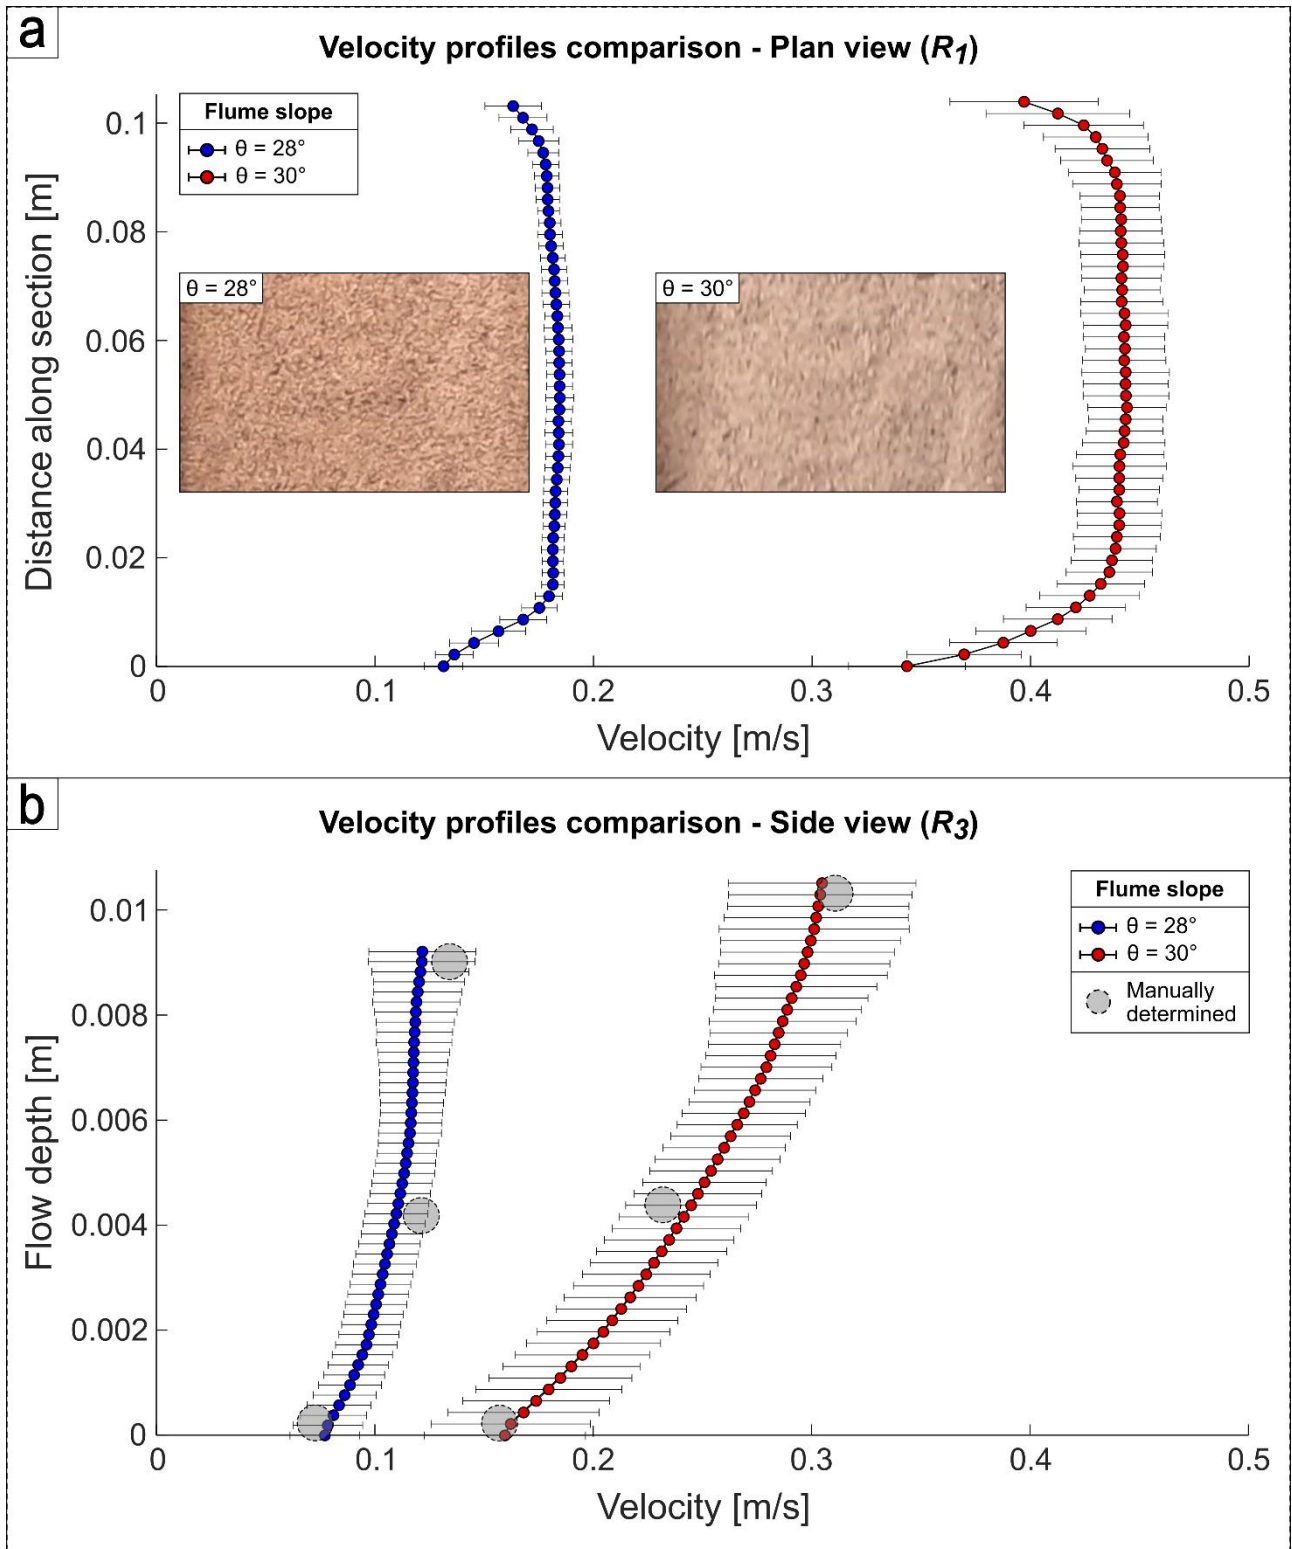 a
Velocity profiles comparison - Plan view (R1)
Flume slope
θ = 28°
θ = 30°
0.1
0.08
0.06
0.04
0.02
0
Distance along section [m]
θ = 28°
θ = 30°
0 0.1 0.2 0.3 0.4 0.5
Velocity [m/s]
b
Velocity profiles comparison - Side view (R3)
Flume slope
θ = 28°
θ = 30°
Manually
determined
0.01
0.008
0.006
0.004
0.002
0
Flow depth [m]
0 0.1 0.2 0.3 0.4 0.5
Velocity [m/s]